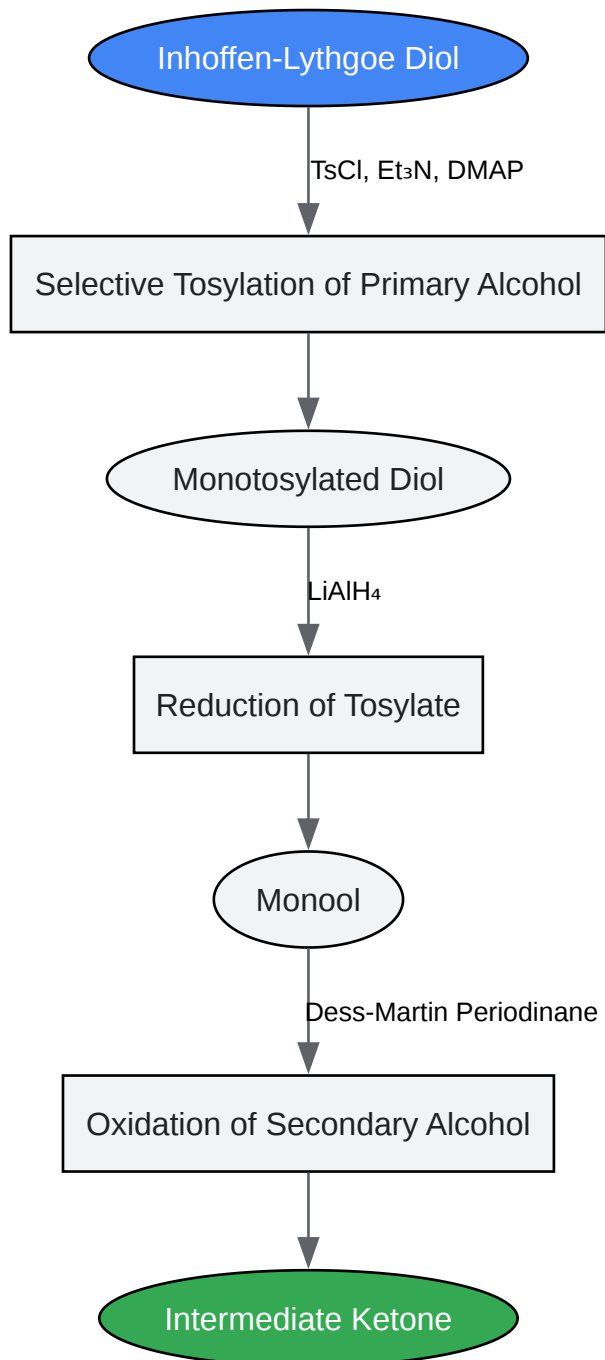 Inhoffen-Lythgoe Diol
TsCl, Et₃N, DMAP
Selective Tosylation of Primary Alcohol
Monotosylated Diol
LiAlH₄
Reduction of Tosylate
Monool
Dess-Martin Periodinane
Oxidation of Secondary Alcohol
Intermediate Ketone